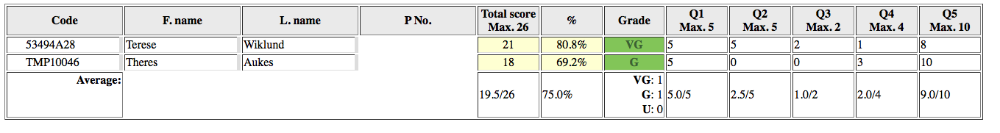 Code F. name L. name P No. Total score Max. 26 % Grade Q1 Max. 5 Q2 Max. 5 Q3 Max. 2 Q4 Max. 4 Q5 Max. 10
53494A28 Terese Wiklund 21 80.8% VG 5 5 2 1 8
TMP10046 Theres Aukes 18 69.2% G 5 0 0 3 10
Average: 19.5/26 75.0% VG: 1 G: 1 U: 0 5.0/5 2.5/5 1.0/2 2.0/4 9.0/10